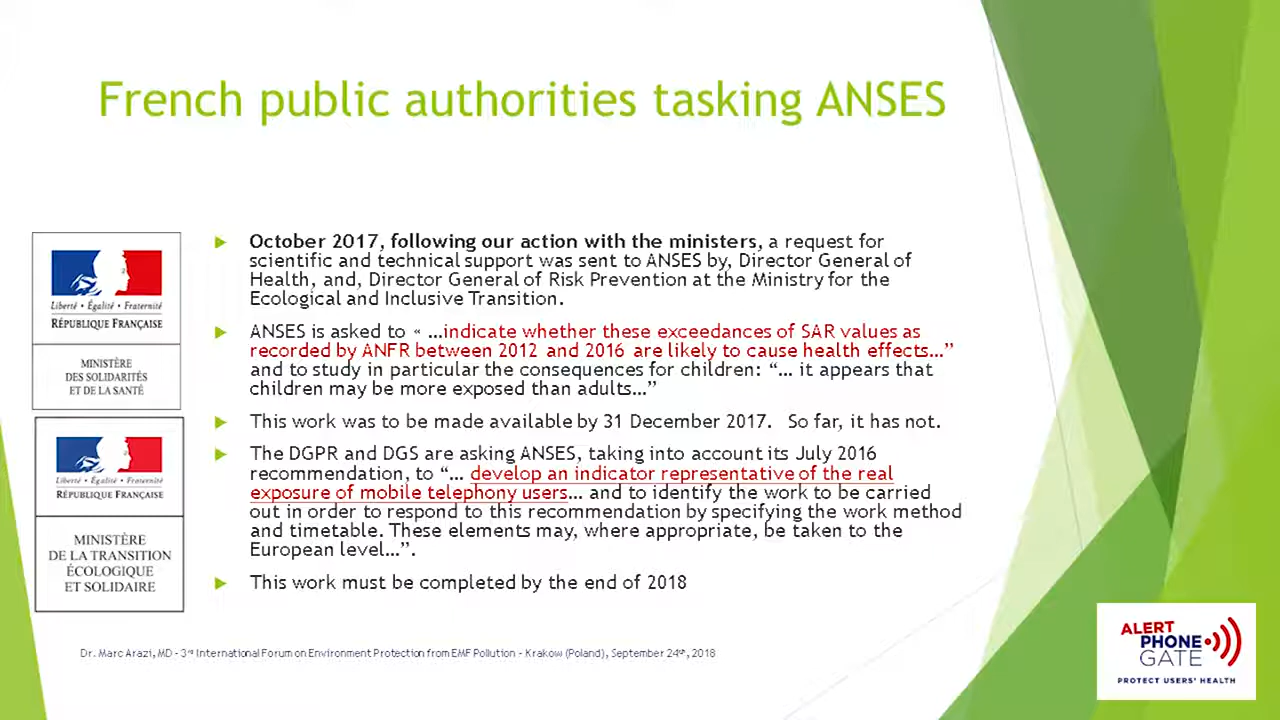 French public authorities tasking ANSES
Liberté • Égalité • Fraternité
RÉPUBLIQUE FRANÇAISE
MINISTÈRE
DES SOLIDARITÉS
ET DE LA SANTÉ
Liberté • Égalité • Fraternité
RÉPUBLIQUE FRANÇAISE
MINISTÈRE
DE LA TRANSITION
ÉCOLOGIQUE
ET SOLIDAIRE
October 2017, following our action with the ministers, a request for
scientific and technical support was sent to ANSES by, Director General of
Health, and, Director General of Risk Prevention at the Ministry for the
Ecological and Inclusive Transition.
ANSES is asked to « …indicate whether these exceedances of SAR values as
recorded by ANFR between 2012 and 2016 are likely to cause health effects…”
and to study in particular the consequences for children: “… it appears that
children may be more exposed than adults…”
This work was to be made available by 31 December 2017. So far, it has not.
The DGPR and DGS are asking ANSES, taking into account its July 2016
recommendation, to “… develop an indicator representative of the real
exposure of mobile telephony users… and to identify the work to be carried
out in order to respond to this recommendation by specifying the work method
and timetable. These elements may, where appropriate, be taken to the
European level…”.
This work must be completed by the end of 2018
Dr. Marc Arazi, MD - 3rd International Forum on Environment Protection from EMF Pollution - Krakow (Poland), September 24th, 2018
ALERT
PHONE
GATE
PROTECT USERS' HEALTH